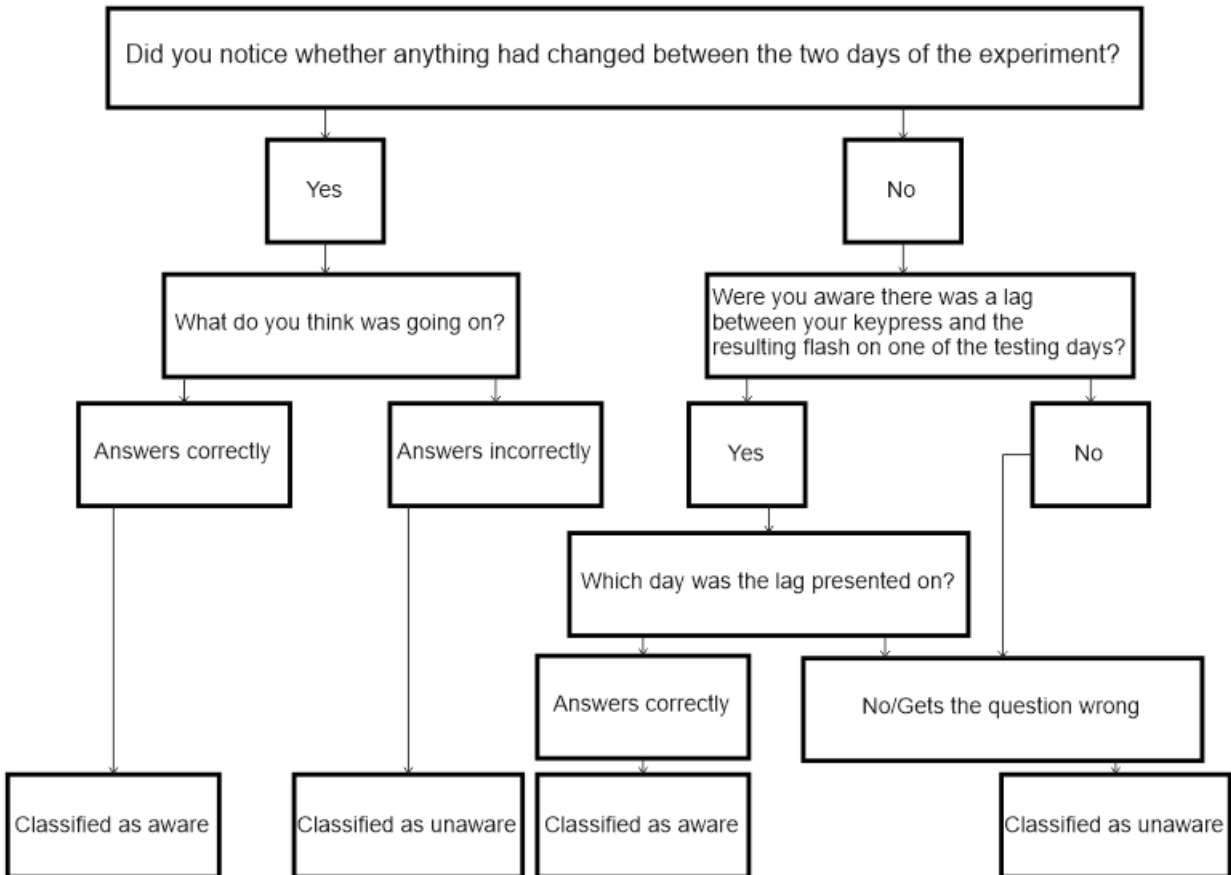 Did you notice whether anything had changed between the two days of the experiment?
Yes
No
What do you think was going on?
Were you aware there was a lag
between your keypress and the
resulting flash on one of the testing days?
Answers correctly
Answers incorrectly
Yes
No
Which day was the lag presented on?
Answers correctly
No/Gets the question wrong
Classified as aware
Classified as unaware
Classified as aware
Classified as unaware